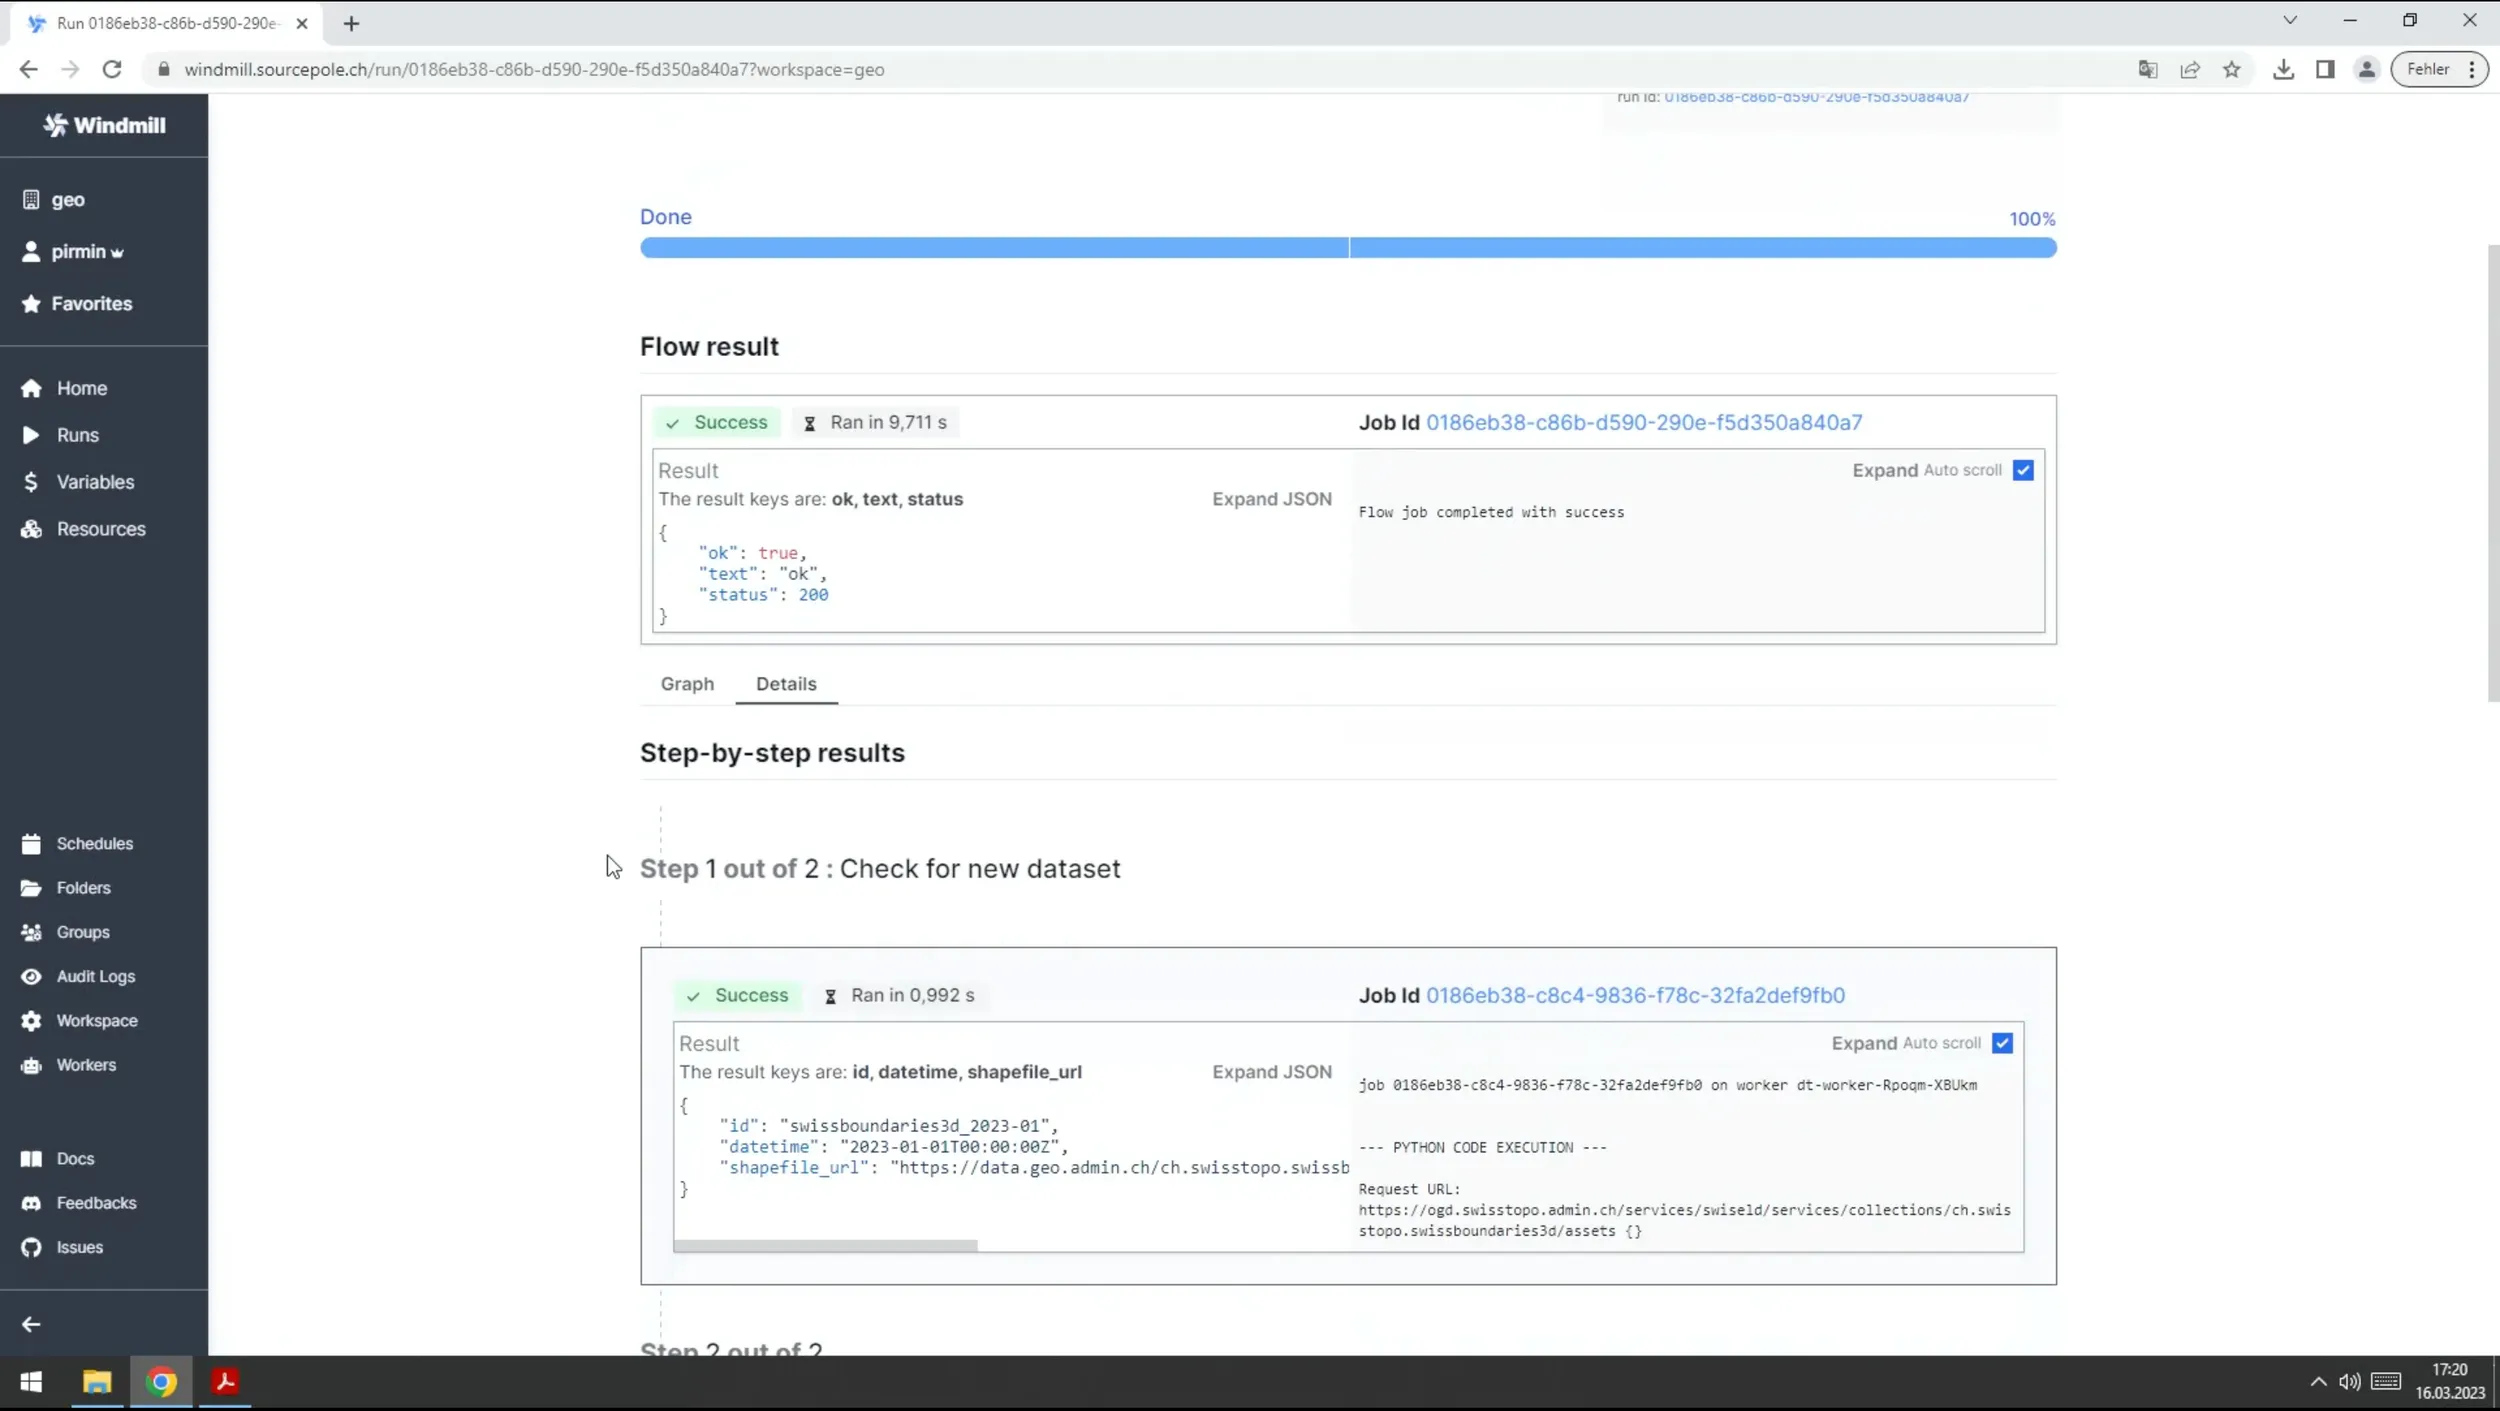 Run 0186eb38-c86b-d590-290e-
windmill.sourcepole.ch/run/0186eb38-c86b-d590-290e-f5d350a840a7?workspace=geo
Fehler
Windmill
geo
pirmin
Favorites
Home
Runs
Variables
Resources
Schedules
Folders
Groups
Audit Logs
Workspace
Workers
Docs
Feedbacks
Issues
run id: 0186eb38-c86b-d590-290e-f5d350a840a7
Done
100%
Flow result
Success
Ran in 9,711 s
Job Id 0186eb38-c86b-d590-290e-f5d350a840a7
Result
The result keys are: ok, text, status
Expand JSON
{
"ok": true,
"text": "ok",
"status": 200
}
Expand Auto scroll
Flow job completed with success
Graph
Details
Step-by-step results
Step 1 out of 2 : Check for new dataset
Success
Ran in 0,992 s
Job Id 0186eb38-c8c4-9836-f78c-32fa2def9fb0
Result
The result keys are: id, datetime, shapefile_url
Expand JSON
{
"id": "swissboundaries3d_2023-01",
"datetime": "2023-01-01T00:00:00Z",
"shapefile_url": "https://data.geo.admin.ch/ch.swisstopo.swissb
}
Expand Auto scroll
job 0186eb38-c8c4-9836-f78c-32fa2def9fb0 on worker dt-worker-Rpoqm-XBUkm
--- PYTHON CODE EXECUTION ---
Request URL:
https://ogd.swisstopo.admin.ch/services/swiseld/services/collections/ch.swis
stopo.swissboundaries3d/assets {}
Step 2 out of 2
17:20
16.03.2023